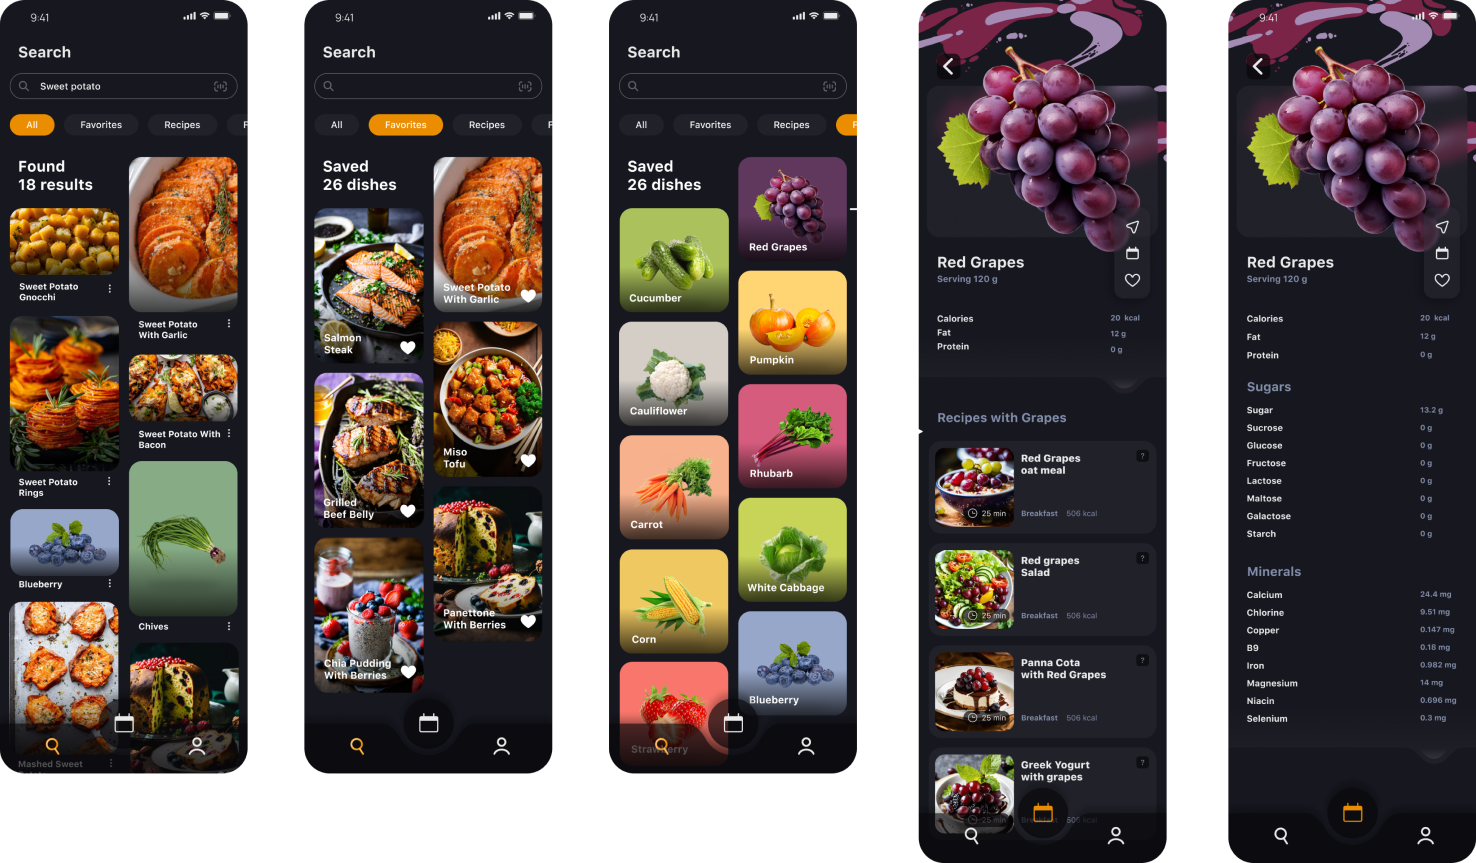 9:41
Search
Sweet potato
All
Favorites
Recipes
F
Found
18 results
Sweet Potato
Gnocchi
Sweet Potato
With Garlic
Sweet Potato With
Bacon
Sweet Potato
Rings
Blueberry
Chives
Mashed Sweet
9:41
Search
All
Favorites
Recipes
F
Saved
26 dishes
Sweet Potato
With Garlic
Salmon
Steak
Miso
Tofu
Grilled
Beef Belly
Panettone
With Berries
Chia Pudding
With Berries
9:41
Search
All
Favorites
Recipes
F
Saved
26 dishes
Red Grapes
Cucumber
Pumpkin
Cauliflower
Rhubarb
Carrot
White Cabbage
Corn
Blueberry
Strawberry
Red Grapes
Serving 120 g
Calories 20 kcal
Fat 12 g
Protein 0 g
Recipes with Grapes
Red Grapes
oat meal
?
25 min
Breakfast 506 kcal
Red grapes
Salad
?
25 min
Breakfast 506 kcal
Panna Cota
with Red Grapes
?
25 min
Breakfast 506 kcal
Greek Yogurt
with grapes
?
25 min
Breakfast 506 kcal
9:41
Red Grapes
Serving 120 g
Calories 20 kcal
Fat 12 g
Protein 0 g
Sugars
Sugar 13.2 g
Sucrose 0 g
Glucose 0 g
Fructose 0 g
Lactose 0 g
Maltose 0 g
Galactose 0 g
Starch 0 g
Minerals
Calcium 24.4 mg
Chlorine 9.51 mg
Copper 0.147 mg
B9 0.18 mg
Iron 0.982 mg
Magnesium 14 mg
Niacin 0.696 mg
Selenium 0.3 mg